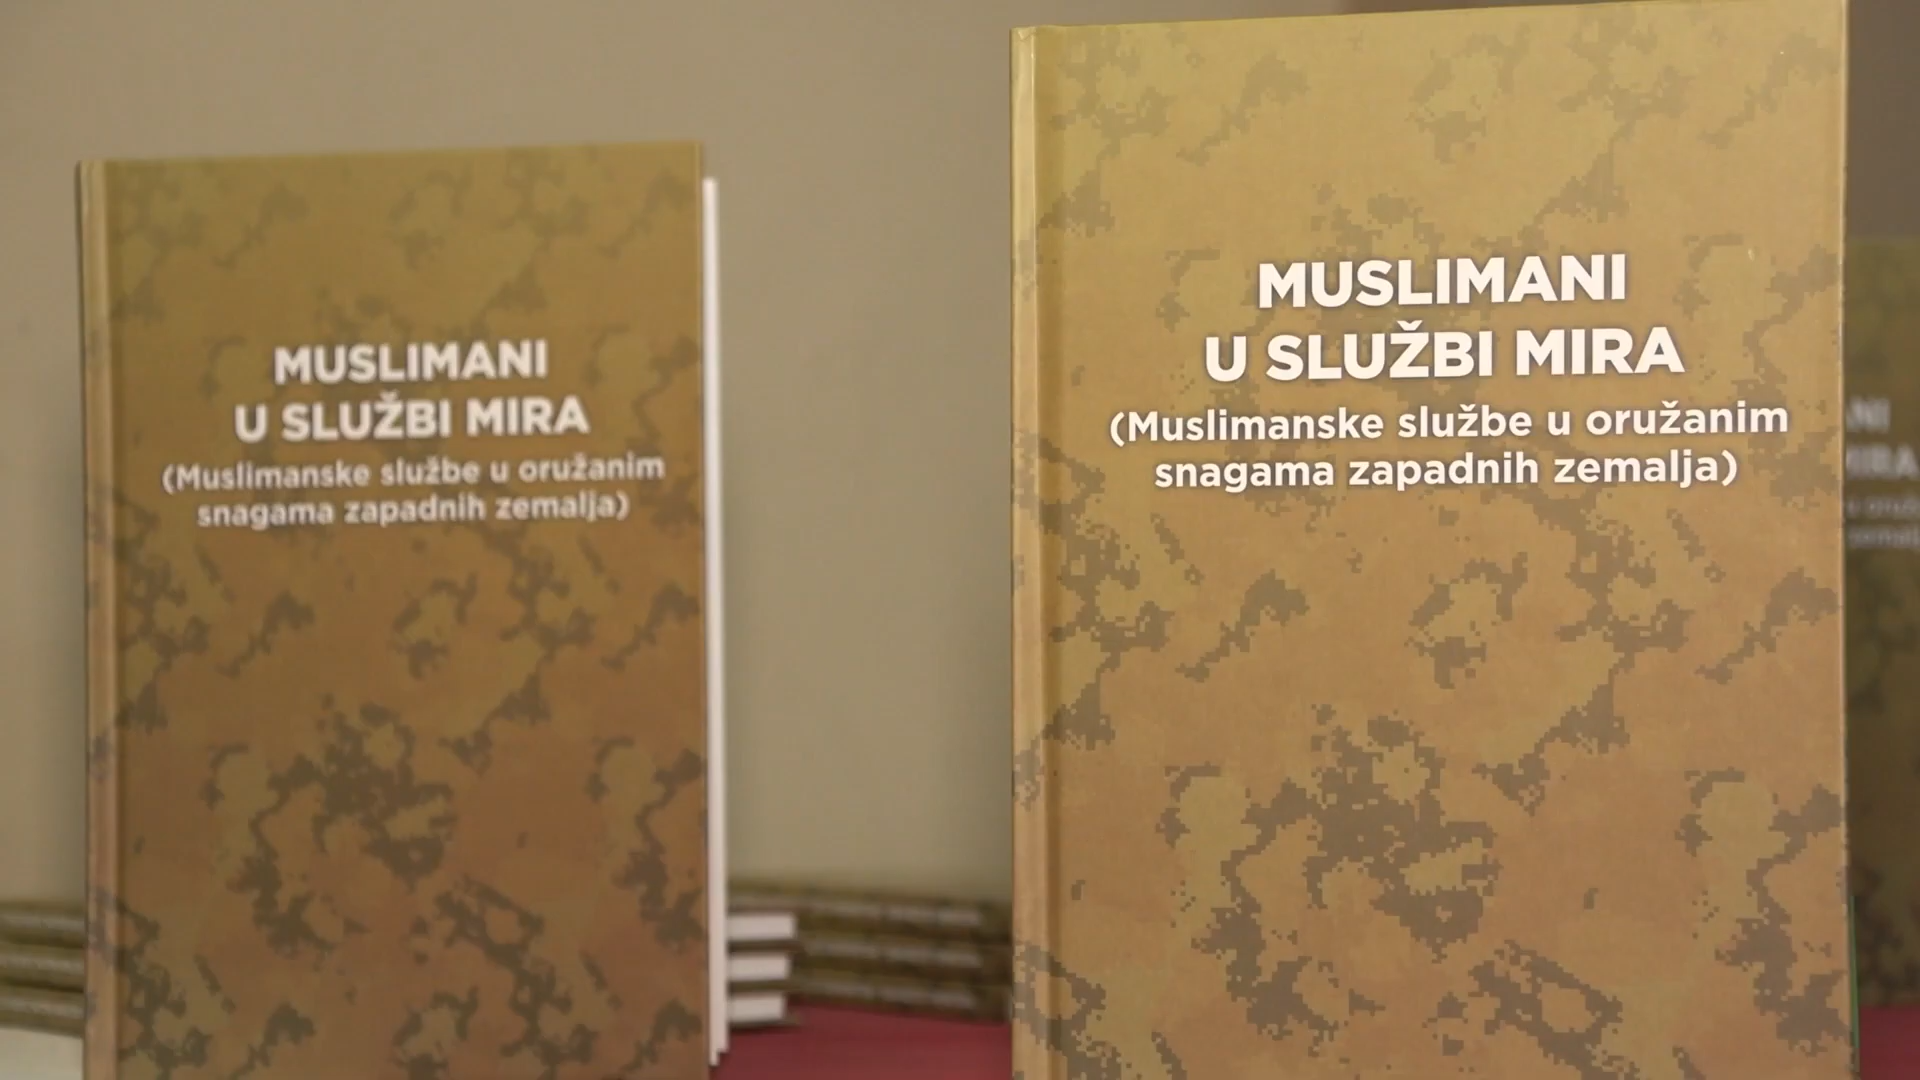 MUSLIMANI
U SLUŽBI MIRA
(Muslimanske službe u oružanim
snagama zapadnih zemalja)
MUSLIMANI
U SLUŽBI MIRA
(Muslimanske službe u oružanim
snagama zapadnih zemalja)